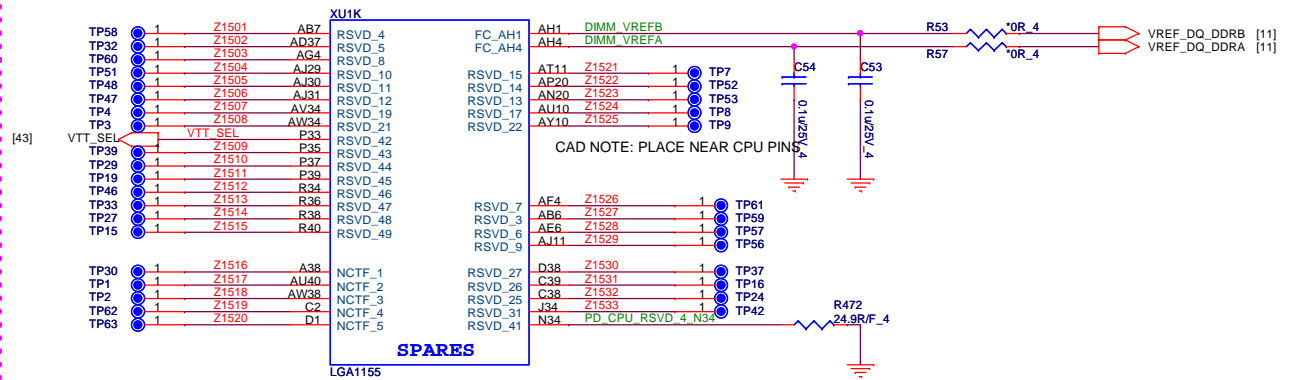 XU1K
TP58 1 Z1501 AB7 RSVD_4 FC_AH1 AH1 DIMM_VREFB R53 *0R_4 VREF_DQ_DDRB [11]
TP32 1 Z1502 AD37 RSVD_5 FC_AH4 AH4 DIMM_VREFA R57 *0R_4 VREF_DQ_DDRA [11]
TP60 1 Z1503 AG4 RSVD_8
TP51 1 Z1504 AJ29 RSVD_10 RSVD_15 AT11 Z1521 1 TP7 C54 C53
TP48 1 Z1505 AJ30 RSVD_11 RSVD_14 AP20 Z1522 1 TP52
TP47 1 Z1506 AJ31 RSVD_12 RSVD_13 AN20 Z1523 1 TP53
TP4 1 Z1507 AV34 RSVD_19 RSVD_17 AU10 Z1524 1 TP8
TP3 1 Z1508 AW34 RSVD_21 RSVD_22 AY10 Z1525 1 TP9
0.1u/25V_4 0.1u/25V_4
[43] VTT_SEL VTT_SEL P33 RSVD_42
TP39 1 Z1509 P35 RSVD_43 CAD NOTE: PLACE NEAR CPU PINS
TP29 1 Z1510 P37 RSVD_44
TP19 1 Z1511 P39 RSVD_45
TP46 1 Z1512 R34 RSVD_46
TP33 1 Z1513 R36 RSVD_47 RSVD_7 AF4 Z1526 1 TP61
TP27 1 Z1514 R38 RSVD_48 RSVD_3 AB6 Z1527 1 TP59
TP15 1 Z1515 R40 RSVD_49 RSVD_6 AE6 Z1528 1 TP57
RSVD_9 AJ11 Z1529 1 TP56
TP30 1 Z1516 A38 NCTF_1 RSVD_27 D38 Z1530 1 TP37
TP1 1 Z1517 AU40 NCTF_2 RSVD_26 C39 Z1531 1 TP16
TP2 1 Z1518 AW38 NCTF_3 RSVD_25 C38 Z1532 1 TP24
TP62 1 Z1519 C2 NCTF_4 RSVD_31 J34 Z1533 1 TP42 R472
TP63 1 Z1520 D1 NCTF_5 RSVD_41 N34 PD_CPU_RSVD_4_N34 24.9R/F_4
SPARES
LGA1155